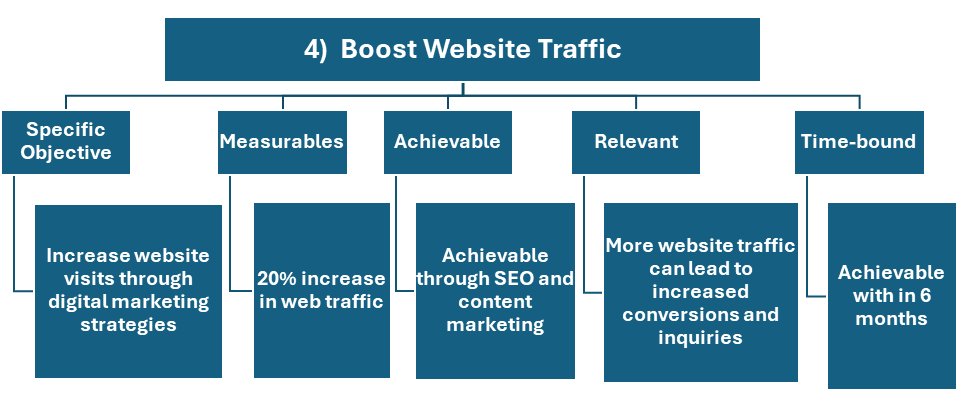 4) Boost Website Traffic
Specific
Objective
Measurables
Achievable
Relevant
Time-bound
Increase website
visits through
digital marketing
strategies
20% increase
in web traffic
Achievable
through SEO and
content
marketing
More website traffic
can lead to
increased
conversions and
inquiries
Achievable
with in 6
months